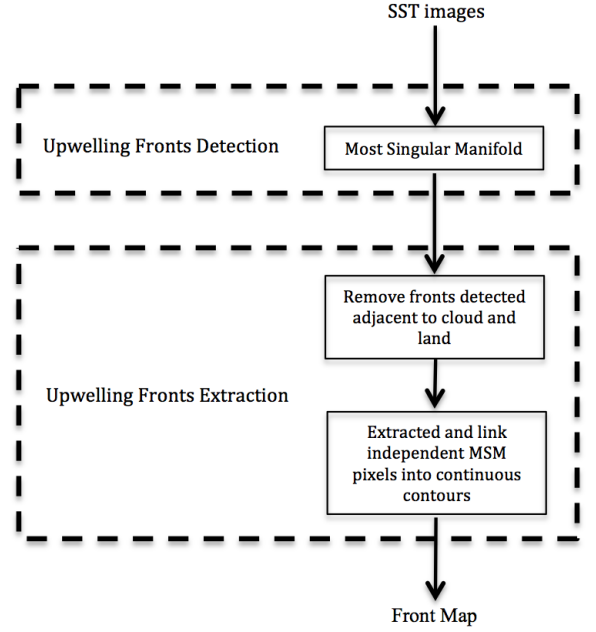 SST images
Upwelling Fronts Detection
Most Singular Manifold
Remove fronts detected
adjacent to cloud and
land
Upwelling Fronts Extraction
Extracted and link
independent MSM
pixels into continuous
contours
Front Map